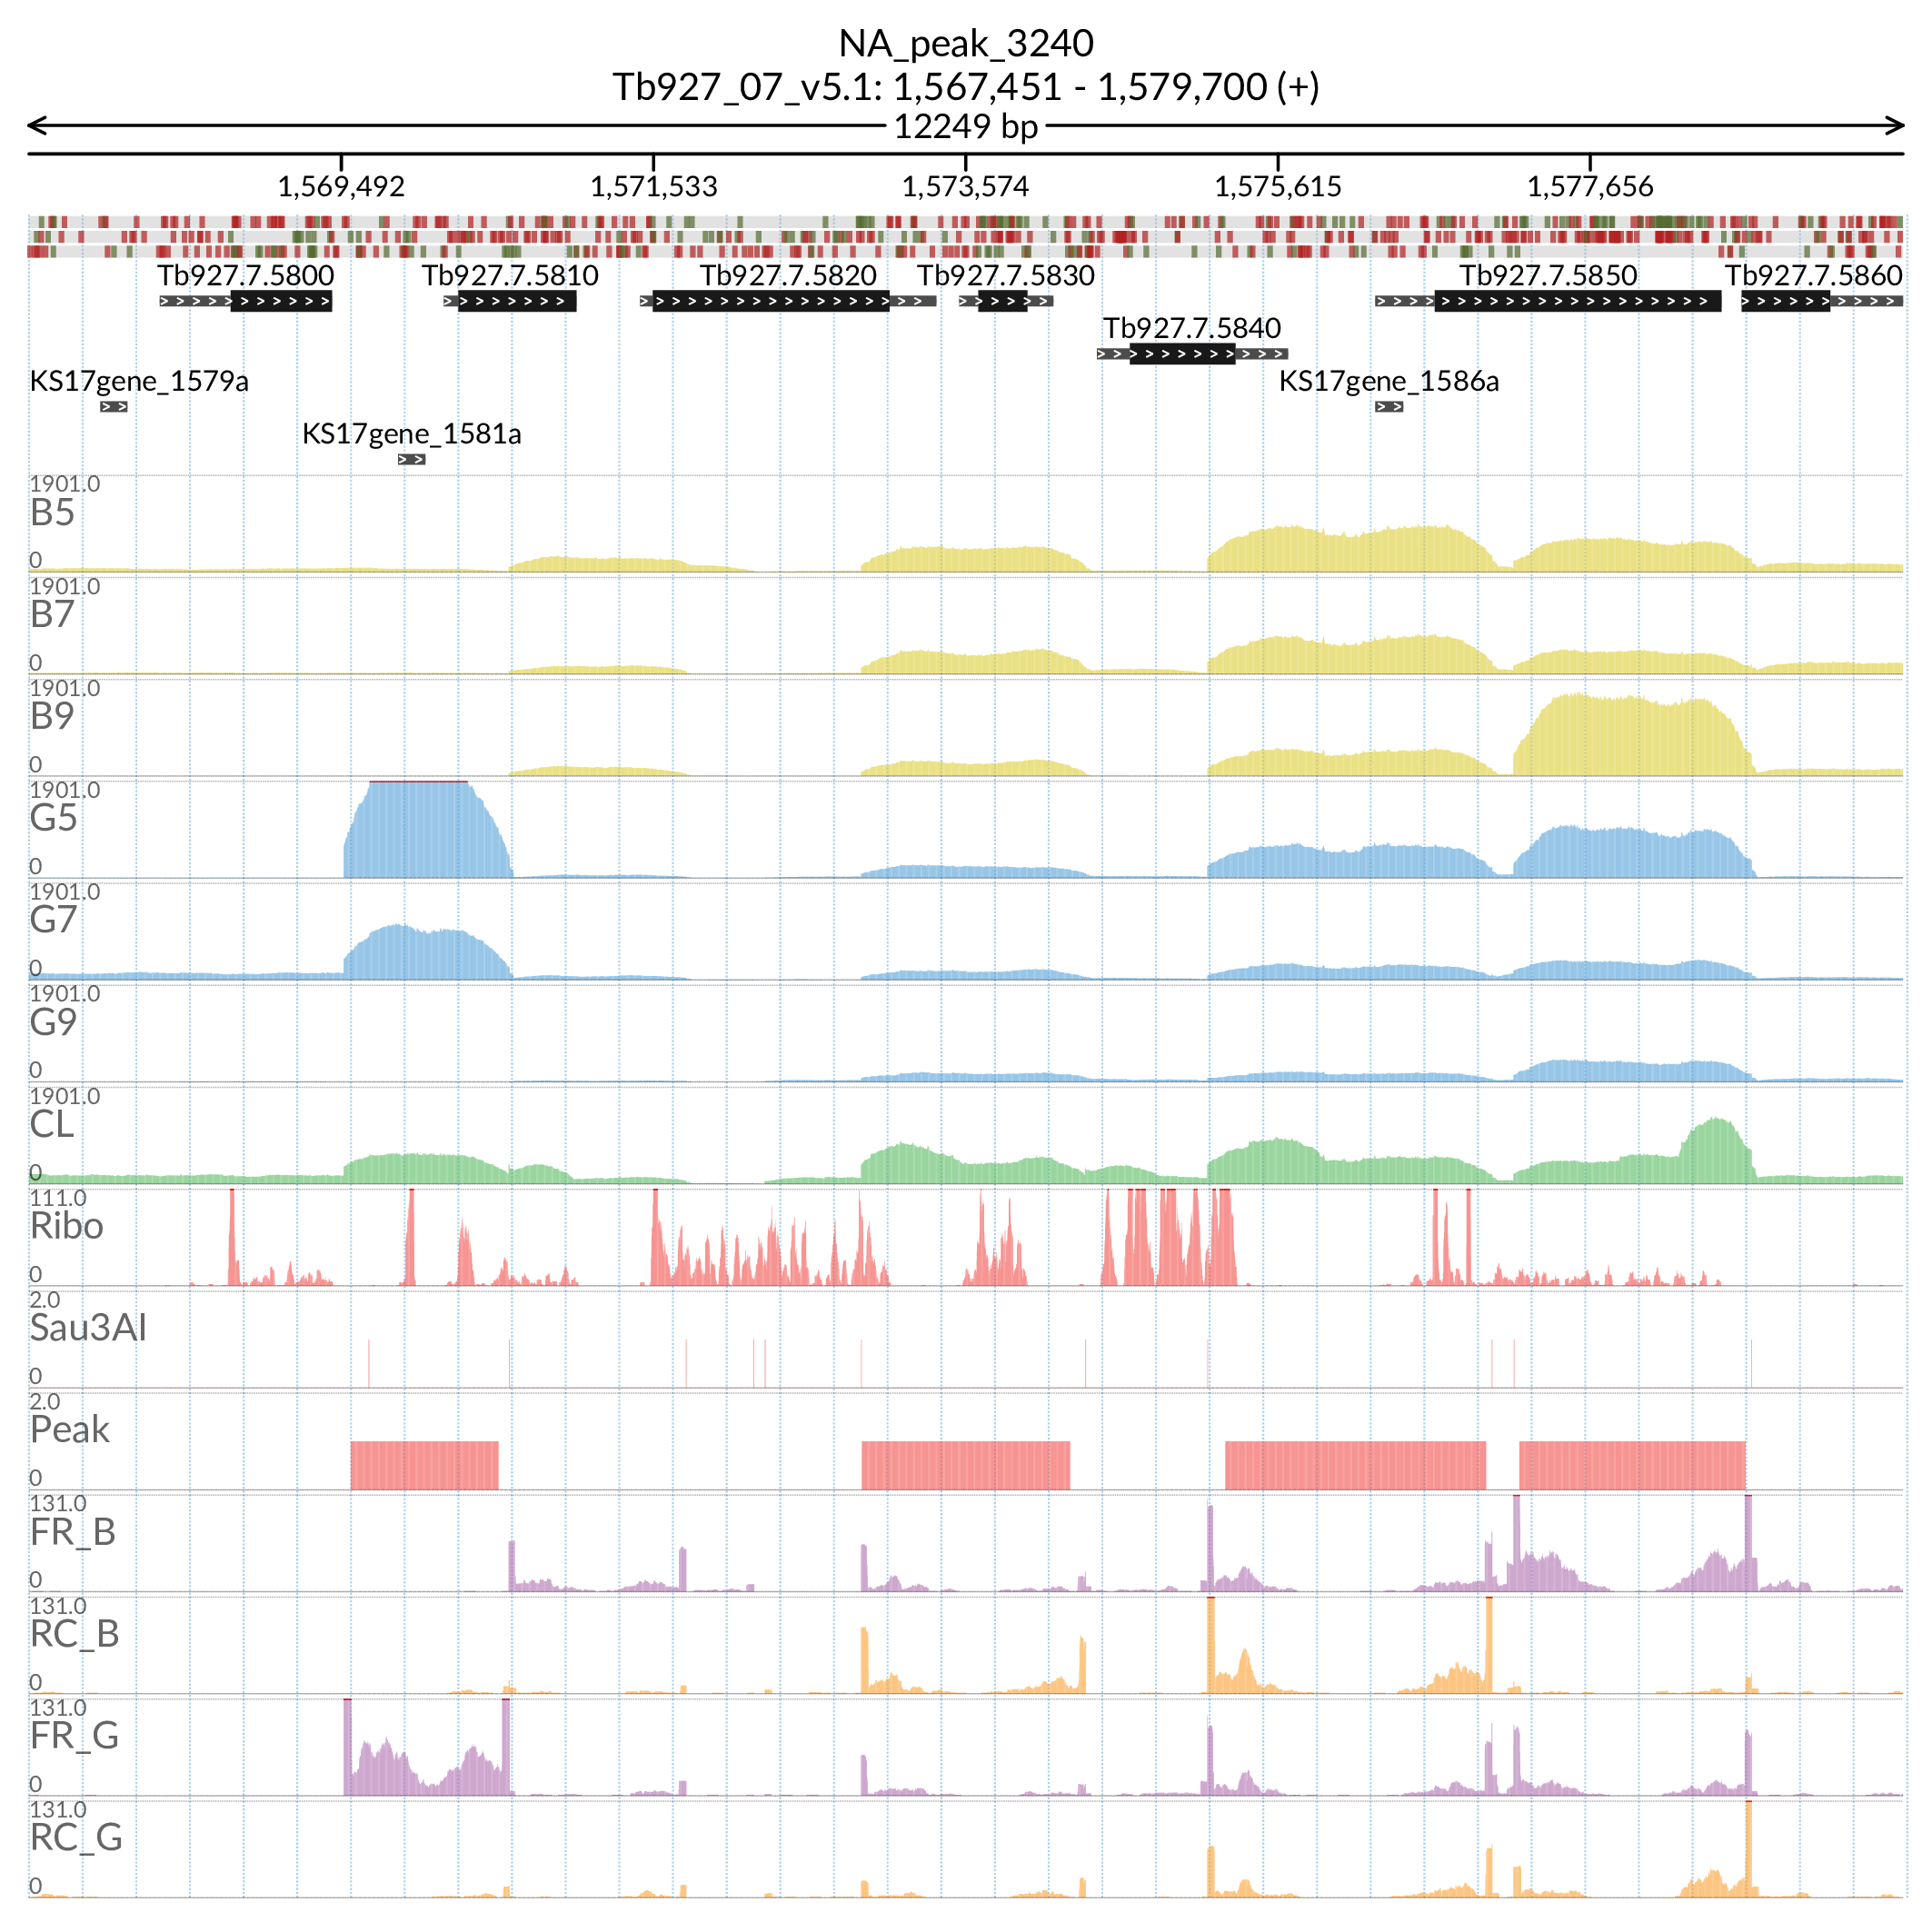 NA_peak_3240
Tb927_07_v5.1: 1,567,451 - 1,579,700 (+)
12249 bp
1,569,492 1,571,533 1,573,574 1,575,615 1,577,656
Tb927.7.5800 Tb927.7.5810 Tb927.7.5820 Tb927.7.5830 Tb927.7.5850 Tb927.7.5860
Tb927.7.5840
KS17gene_1579a KS17gene_1586a
KS17gene_1581a
1901.0
B5
0
1901.0
B7
0
1901.0
B9
0
1901.0
G5
0
1901.0
G7
0
1901.0
G9
0
1901.0
CL
0
111.0
Ribo
0
2.0
Sau3AI
0
2.0
Peak
0
131.0
FR_B
0
131.0
RC_B
0
131.0
FR_G
0
131.0
RC_G
0